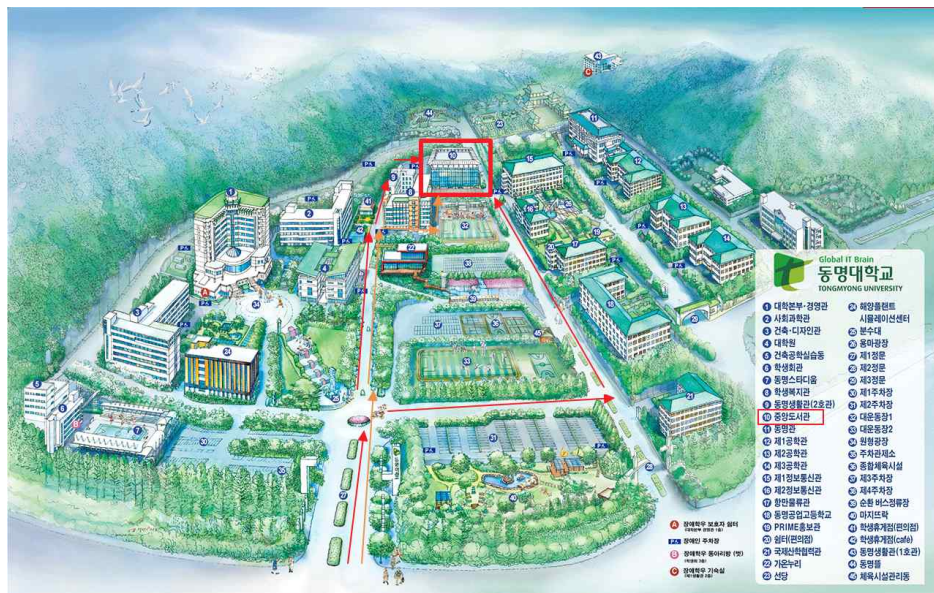 Global IT Brain
동명대학교
TONGMYONG UNIVERSITY
1 대학본부·경영관
2 사회과학관
3 건축·디자인관
4 대학원
5 건축공학실습동
6 학생회관
7 동명스타디움
8 학생복지관
9 동명생활관(2호관)
10 중앙도서관
11 동명관
12 제1공학관
13 제2공학관
14 제3공학관
15 제1정보통신관
16 제2정보통신관
17 항만물류관
18 동명공업고등학교
19 PRIME홍보관
20 쉼터(편의점)
21 국제산학협력관
22 가온누리
23 선당
24 해양플랜트
시뮬레이션센터
25 분수대
26 용마광장
27 제1정문
28 제2정문
29 제3정문
30 제1주차장
31 제2주차장
32 대운동장1
33 대운동장2
34 원형광장
35 주차관제소
36 종합체육시설
37 제3주차장
38 제4주차장
39 순환 버스정류장
40 마지뜨락
41 학생휴게점(편의점)
42 학생휴게점(cafe)
43 동명생활관(1호관)
44 동명뜰
45 체육시설관리동
A 장애학우 보호자 쉼터
장애인 주차장
B 장애학우 동아리방 (벗)
C 장애학우 기숙실